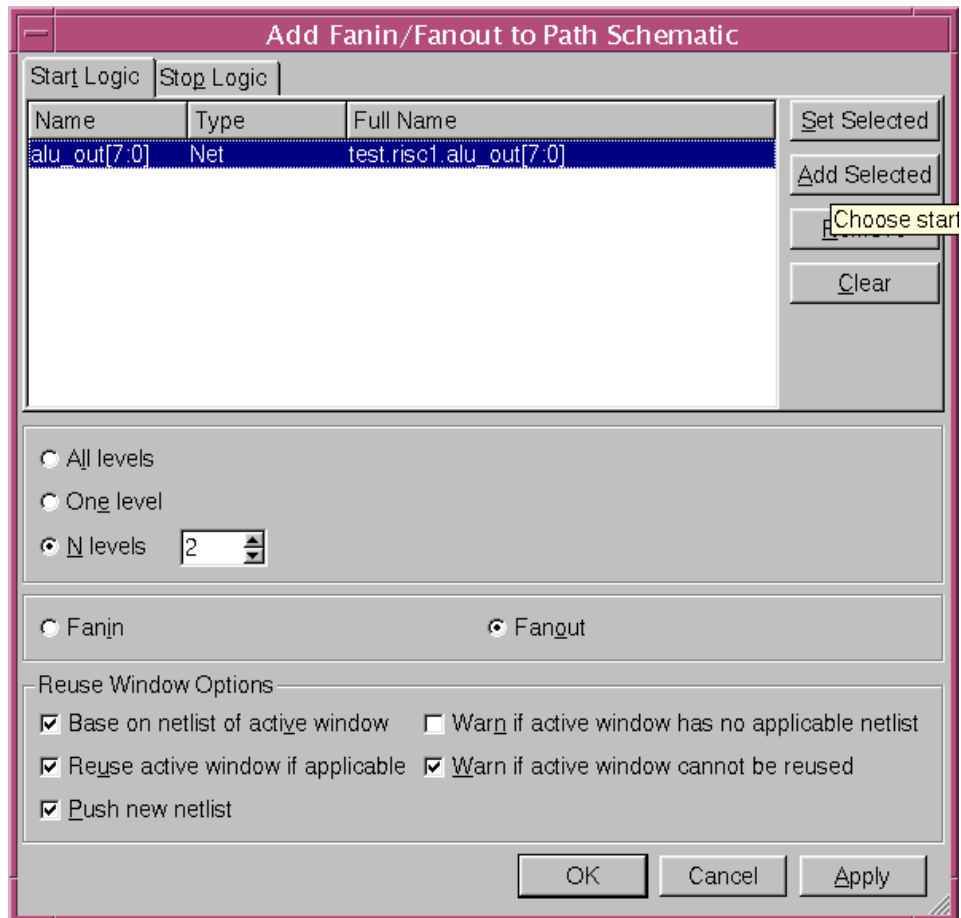 Add Fanin/Fanout to Path Schematic
Start Logic Stop Logic
Name Type Full Name
alu_out[7:0] Net test.risc1.alu_out[7:0]
Set Selected
Add Selected
Choose start
Clear
All levels
One level
N levels 2
Fanin Fanout
Reuse Window Options
Base on netlist of active window Warn if active window has no applicable netlist
Reuse active window if applicable Warn if active window cannot be reused
Push new netlist
OK Cancel Apply